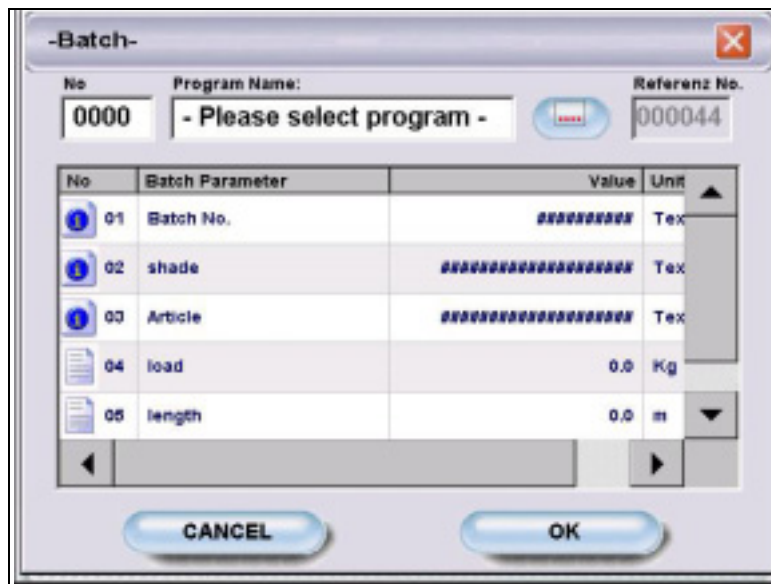 -Batch-
No Program Name: Referenz No.
0000 - Please select program - 000044
No Batch Parameter Value Unit
01 Batch No. ########## Tex
02 shade #################### Tex
03 Article #################### Tex
04 load 0.0 Kg
05 length 0.0 m
CANCEL OK